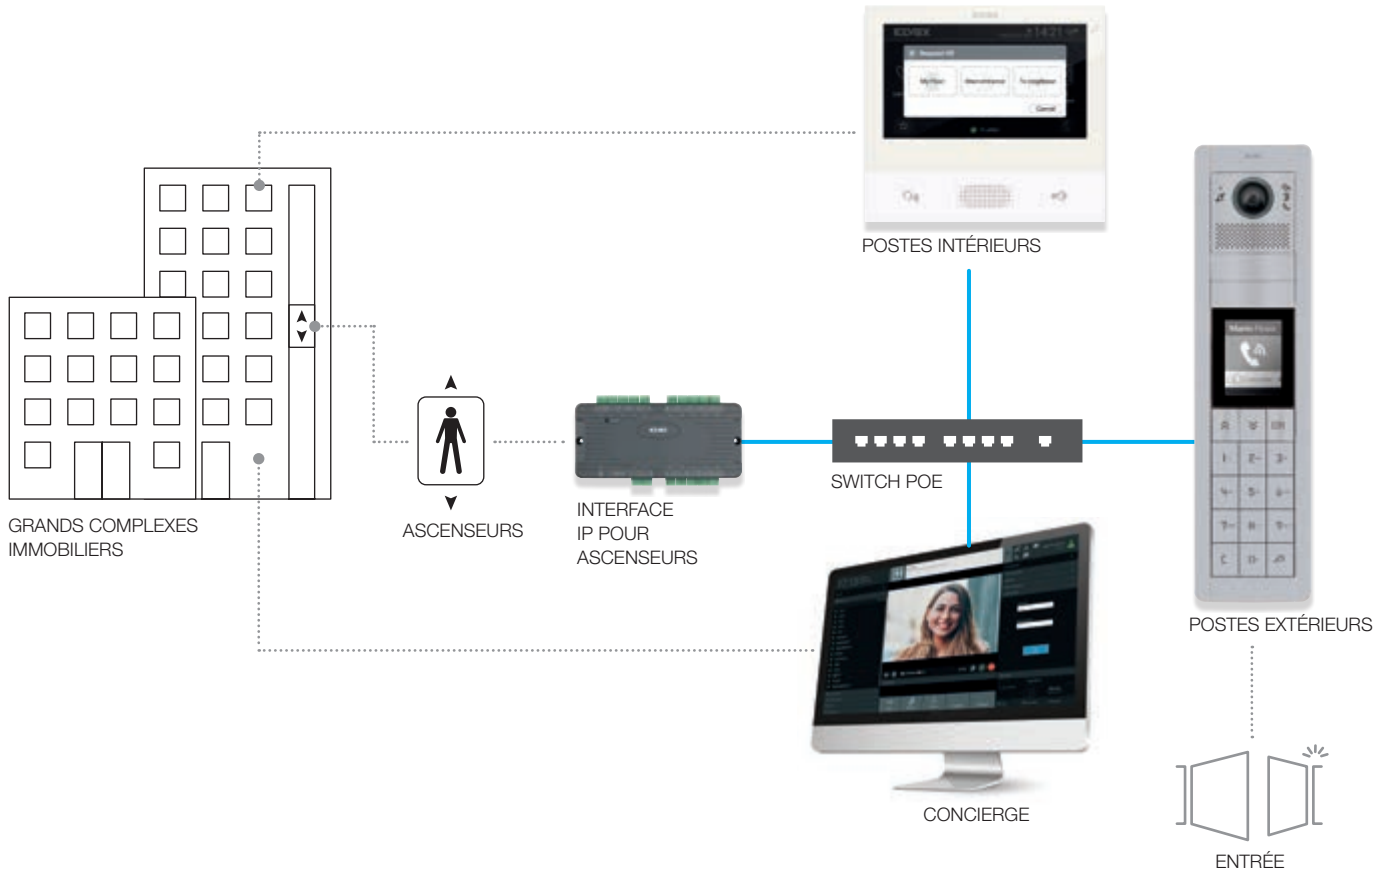 POSTES INTÉRIEURS
GRANDS COMPLEXES
IMMOBILIERS
ASCENSEURS
INTERFACE
IP POUR
ASCENSEURS
SWITCH POE
POSTES EXTÉRIEURS
CONCIERGE
ENTRÉE